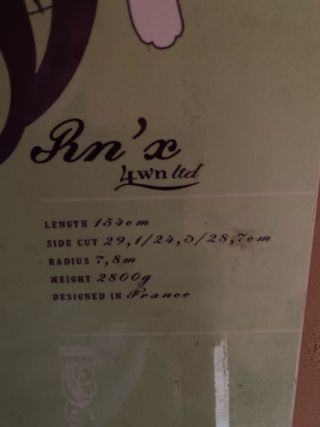 Rn'x
4wn ltd
LENGTH 154cm
SIDE CUT 29,1/24,5/28,7cm
RADIUS 7,8m
WEIGHT 2800g
DESIGNED IN France